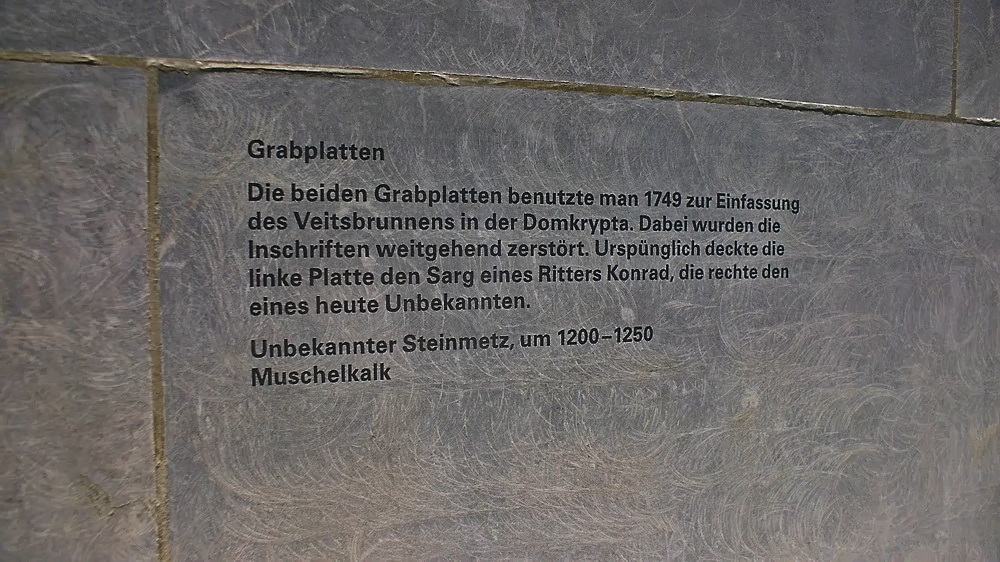 Grabplatten
Die beiden Grabplatten benutzte man 1749 zur Einfassung
des Veitsbrunnens in der Domkrypta. Dabei wurden die
Inschriften weitgehend zerstört. Urspünglich deckte die
linke Platte den Sarg eines Ritters Konrad, die rechte den
eines heute Unbekannten.
Unbekannter Steinmetz, um 1200–1250
Muschelkalk